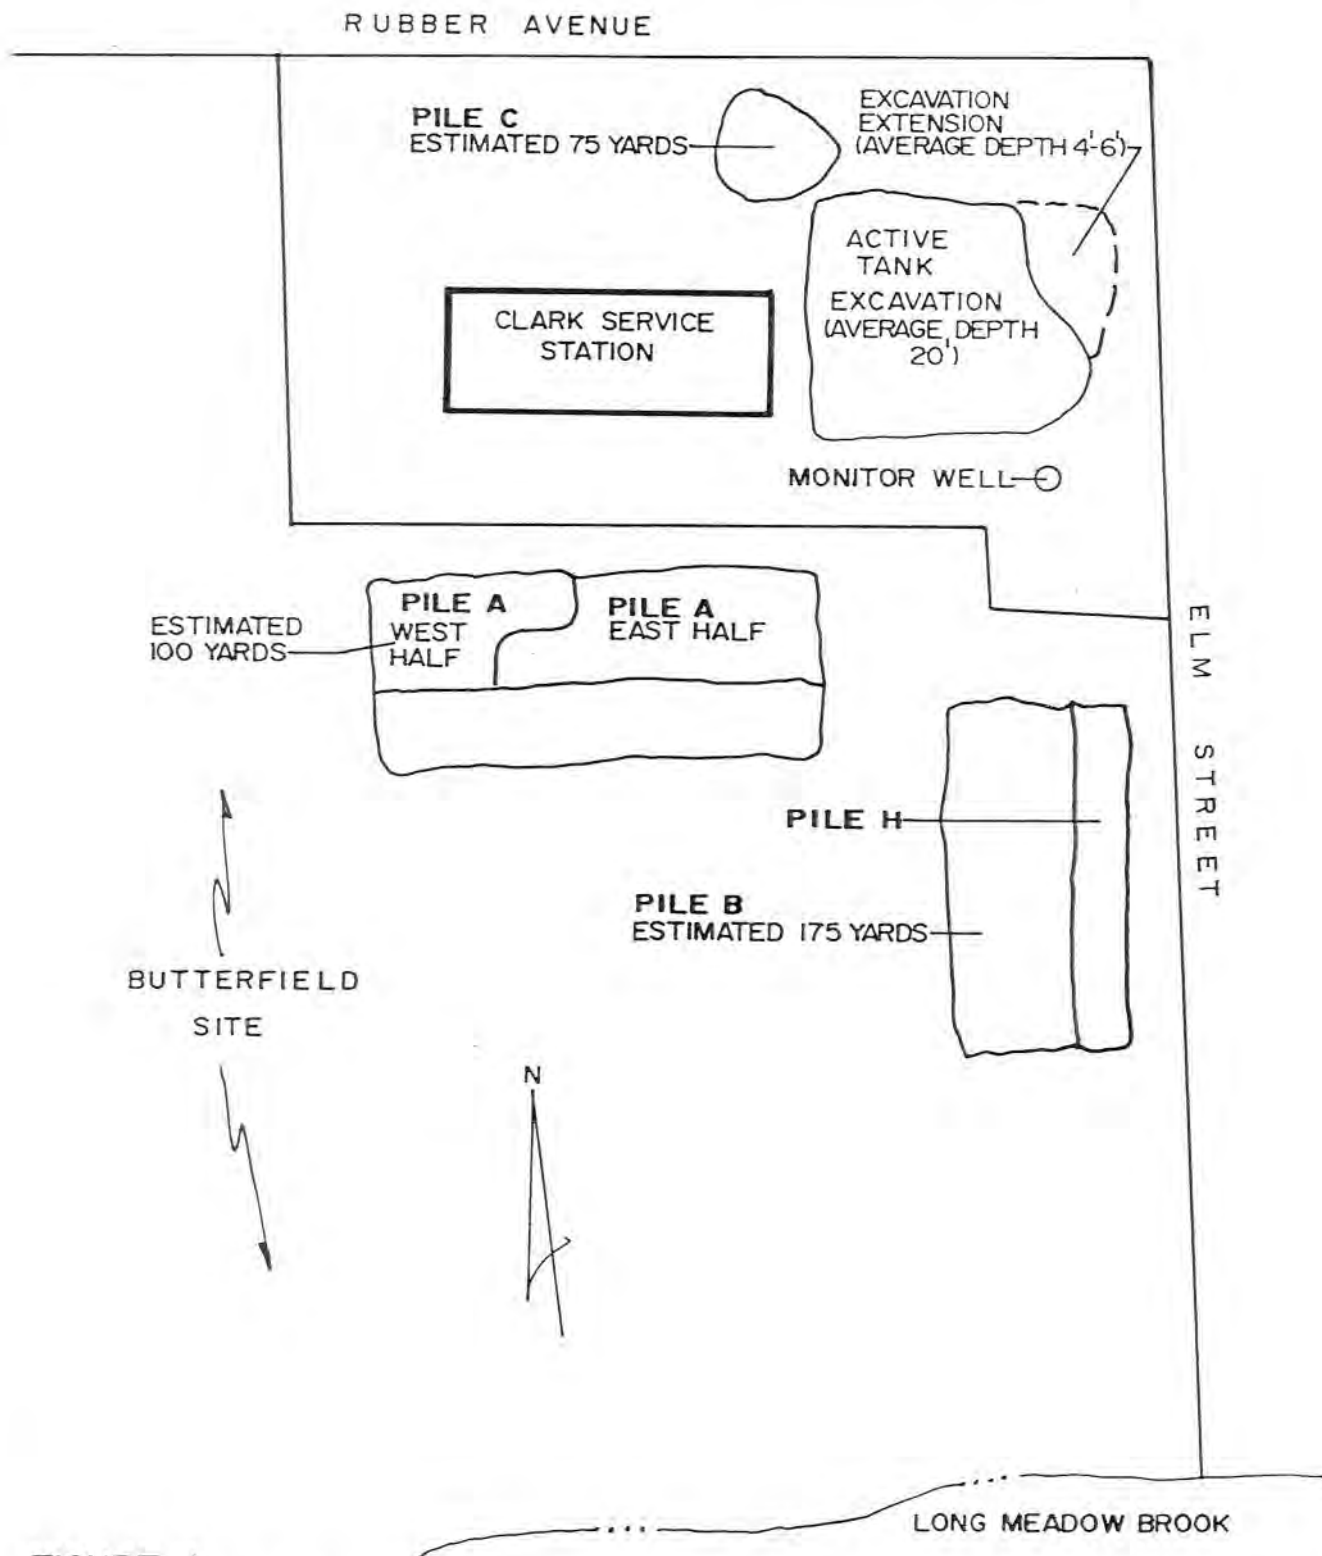 RUBBER AVENUE
PILE C
ESTIMATED 75 YARDS
EXCAVATION
EXTENSION
(AVERAGE DEPTH 4'-6')
ACTIVE
TANK
EXCAVATION
(AVERAGE DEPTH
20')
CLARK SERVICE
STATION
MONITOR WELL
ESTIMATED
100 YARDS
PILE A
WEST
HALF
PILE A
EAST HALF
ELM STREET
PILE H
PILE B
ESTIMATED 175 YARDS
BUTTERFIELD
SITE
N
LONG MEADOW BROOK